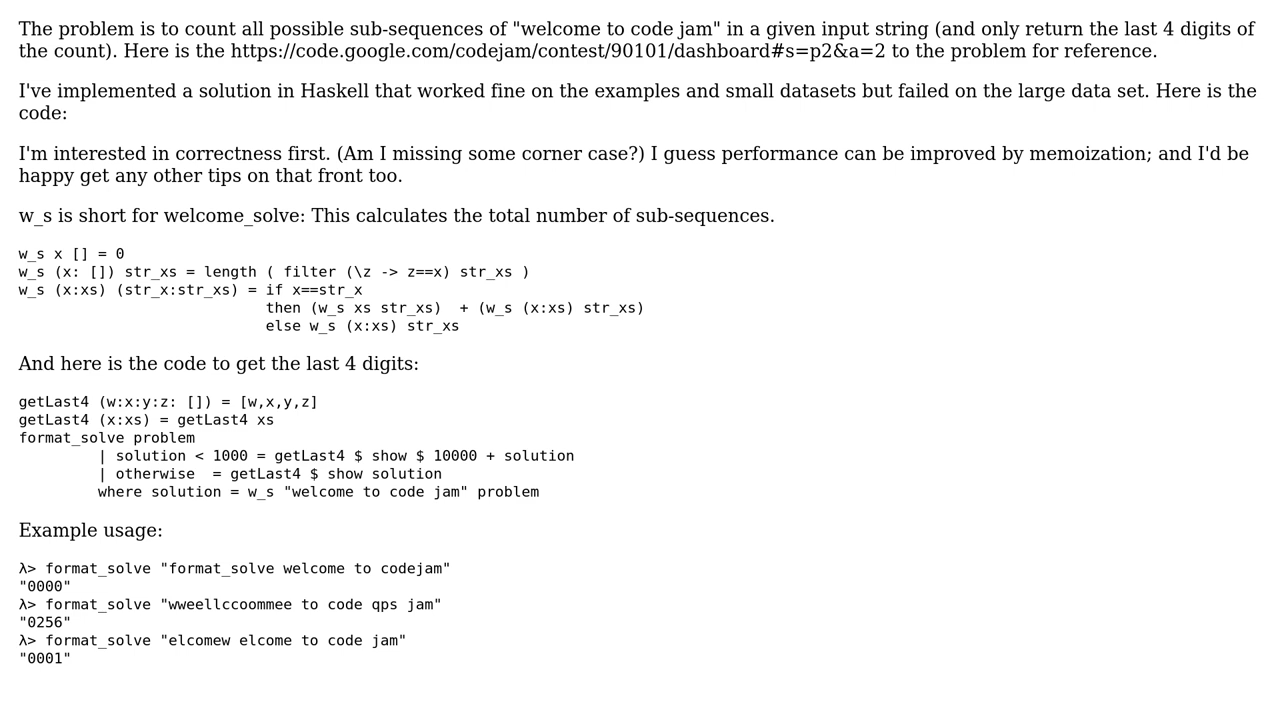 The problem is to count all possible sub-sequences of "welcome to code jam" in a given input string (and only return the last 4 digits of
the count). Here is the https://code.google.com/codejam/contest/90101/dashboard#s=p2&a=2 to the problem for reference.
I've implemented a solution in Haskell that worked fine on the examples and small datasets but failed on the large data set. Here is the
code:
I'm interested in correctness first. (Am I missing some corner case?) I guess performance can be improved by memoization; and I'd be
happy get any other tips on that front too.
w_s is short for welcome_solve: This calculates the total number of sub-sequences.
w_s x [] = 0
w_s (x: []) str_xs = length ( filter (\z -> z==x) str_xs )
w_s (x:xs) (str_x:str_xs) = if x==str_x
                            then (w_s xs str_xs)  + (w_s (x:xs) str_xs)
                            else w_s (x:xs) str_xs
And here is the code to get the last 4 digits:
getLast4 (w:x:y:z: []) = [w,x,y,z]
getLast4 (x:xs) = getLast4 xs
format_solve problem
         | solution < 1000 = getLast4 $ show $ 10000 + solution
         | otherwise  = getLast4 $ show solution
         where solution = w_s "welcome to code jam" problem
Example usage:
λ> format_solve "format_solve welcome to codejam"
"0000"
λ> format_solve "wweellccoommee to code qps jam"
"0256"
λ> format_solve "elcomew elcome to code jam"
"0001"